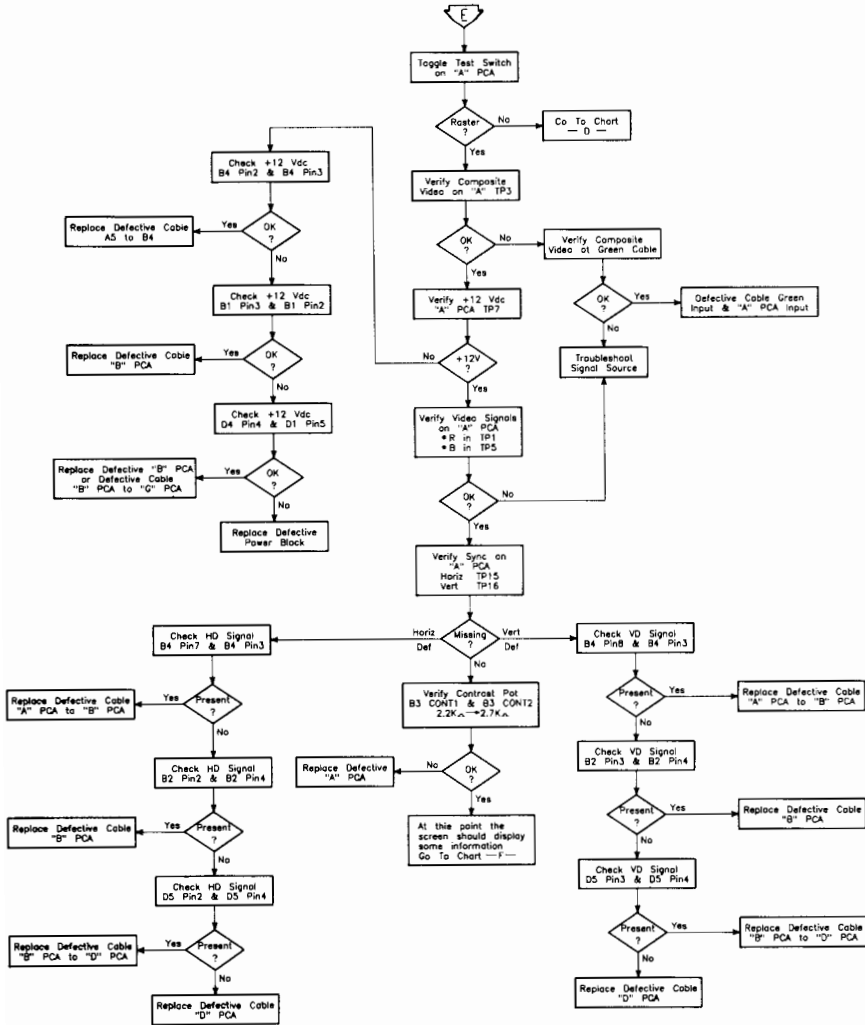 E
Toggle Test Switch
on "A" PCA
Raster
?
No
Go To Chart
— D —
Yes
Verify Composite
Video on "A" TP3
OK
?
No
Verify Composite
Video at Green Cable
Yes
OK
?
Yes
Defective Cable Green
Input & "A" PCA Input
No
Troubleshoot
Signal Source
Verify +12 Vdc
"A" PCA TP7
+12V
?
No
Yes
Check +12 Vdc
B4 Pin2 & B4 Pin3
OK
?
Yes
Replace Defective Cable
A5 to B4
No
Check +12 Vdc
B1 Pin3 & B1 Pin2
OK
?
Yes
Replace Defective Cable
"B" PCA
No
Check +12 Vdc
D4 Pin4 & D1 Pin5
OK
?
Yes
Replace Defective "B" PCA
or Defective Cable
"B" PCA to "G" PCA
No
Replace Defective
Power Block
Verify Video Signals
on "A" PCA
• R in TP1
• B in TP5
OK
?
No
Yes
Verify Sync on
"A" PCA
Horiz TP15
Vert TP16
Missing
?
Horiz
Def
Vert
Def
No
Check HD Signal
B4 Pin7 & B4 Pin3
Present
?
Yes
Replace Defective Cable
"A" PCA to "B" PCA
No
Check HD Signal
B2 Pin2 & B2 Pin4
Present
?
Yes
Replace Defective Cable
"B" PCA
No
Check HD Signal
D5 Pin2 & D5 Pin4
Present
?
Yes
Replace Defective Cable
"B" PCA to "D" PCA
No
Replace Defective Cable
"D" PCA
Verify Contrast Pot
B3 CONT1 & B3 CONT2
2.2KΩ→2.7KΩ
OK
?
No
Replace Defective
"A" PCA
Yes
At this point the
screen should display
some information
Go To Chart —F—
Check VD Signal
B4 Pin8 & B4 Pin3
Present
?
Yes
Replace Defective Cable
"A" PCA to "B" PCA
No
Check VD Signal
B2 Pin3 & B2 Pin4
Present
?
Yes
Replace Defective Cable
"B" PCA
No
Check VD Signal
D5 Pin3 & D5 Pin4
Present
?
Yes
Replace Defective Cable
"B" PCA to "D" PCA
No
Replace Defective Cable
"D" PCA